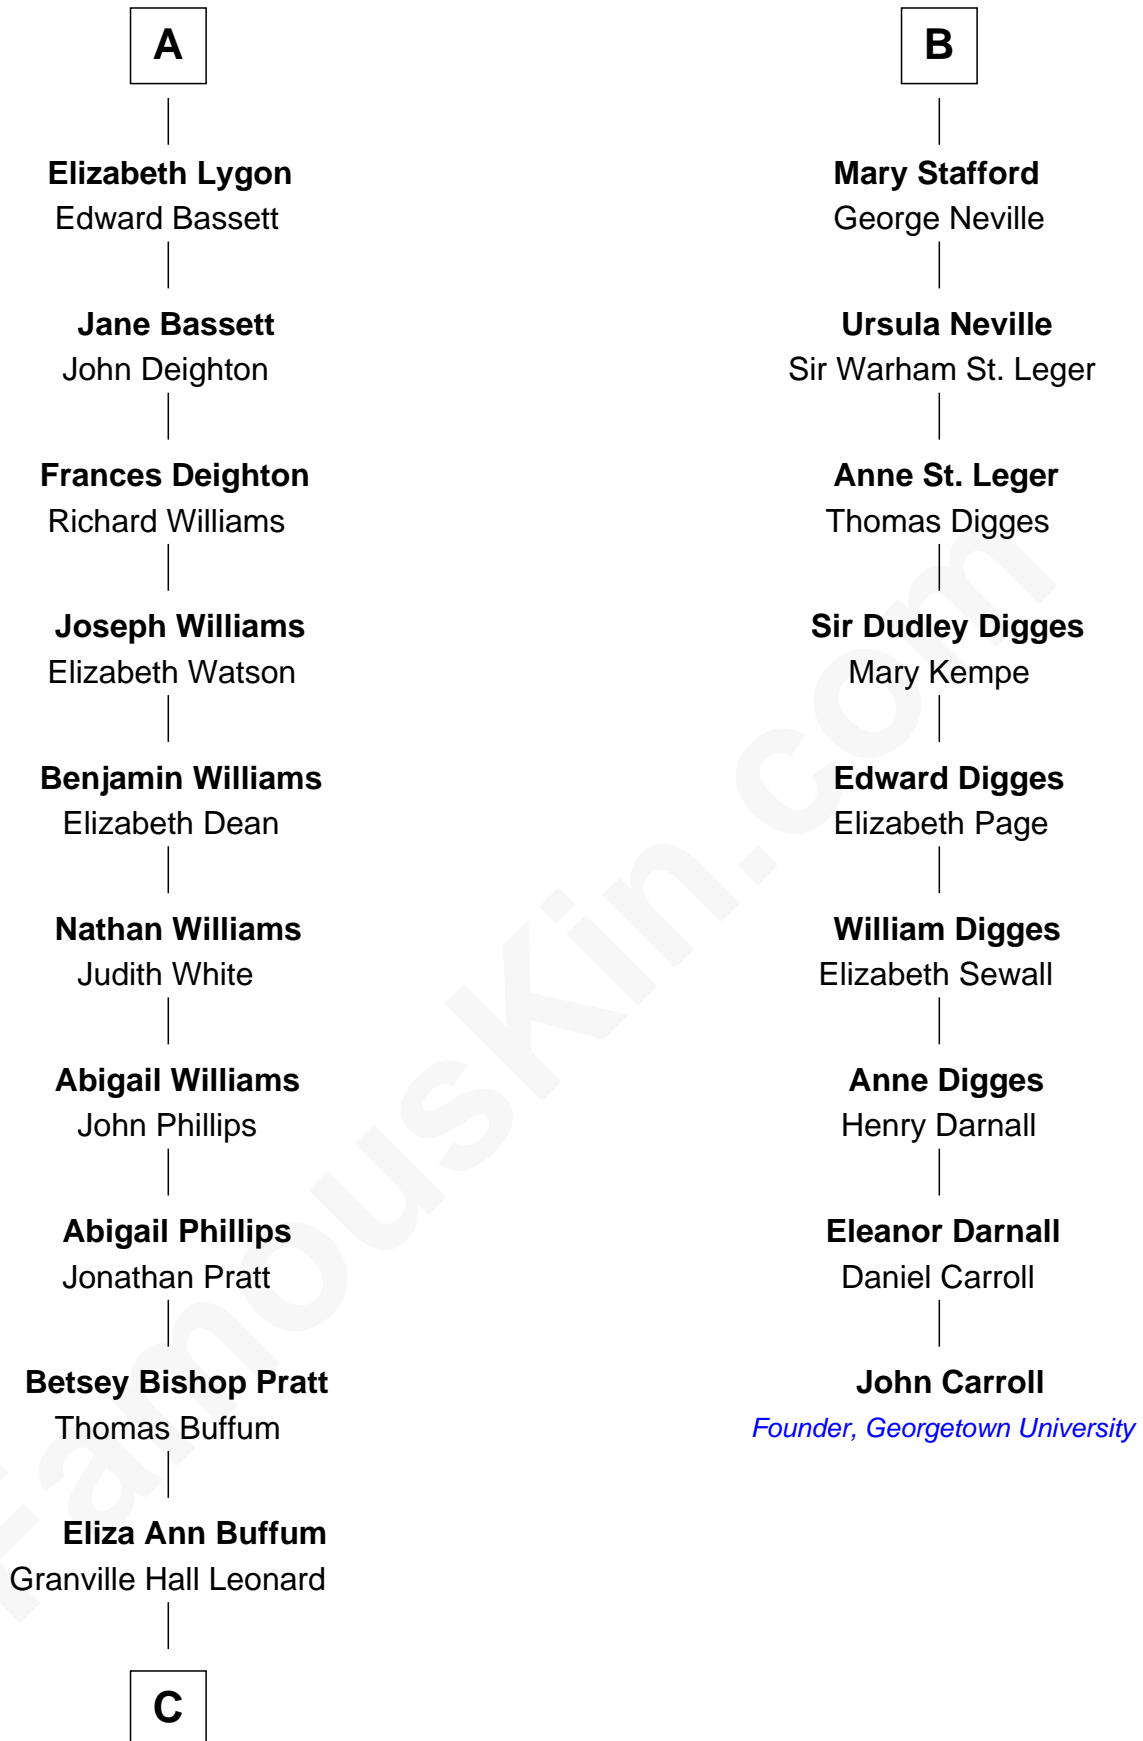 A
Elizabeth Lygon
Edward Bassett
Jane Bassett
John Deighton
Frances Deighton
Richard Williams
Joseph Williams
Elizabeth Watson
Benjamin Williams
Elizabeth Dean
Nathan Williams
Judith White
Abigail Williams
John Phillips
Abigail Phillips
Jonathan Pratt
Betsey Bishop Pratt
Thomas Buffum
Eliza Ann Buffum
Granville Hall Leonard
C
B
Mary Stafford
George Neville
Ursula Neville
Sir Warham St. Leger
Anne St. Leger
Thomas Digges
Sir Dudley Digges
Mary Kempe
Edward Digges
Elizabeth Page
William Digges
Elizabeth Sewall
Anne Digges
Henry Darnall
Eleanor Darnall
Daniel Carroll
John Carroll
Founder, Georgetown University
FamousKin.com